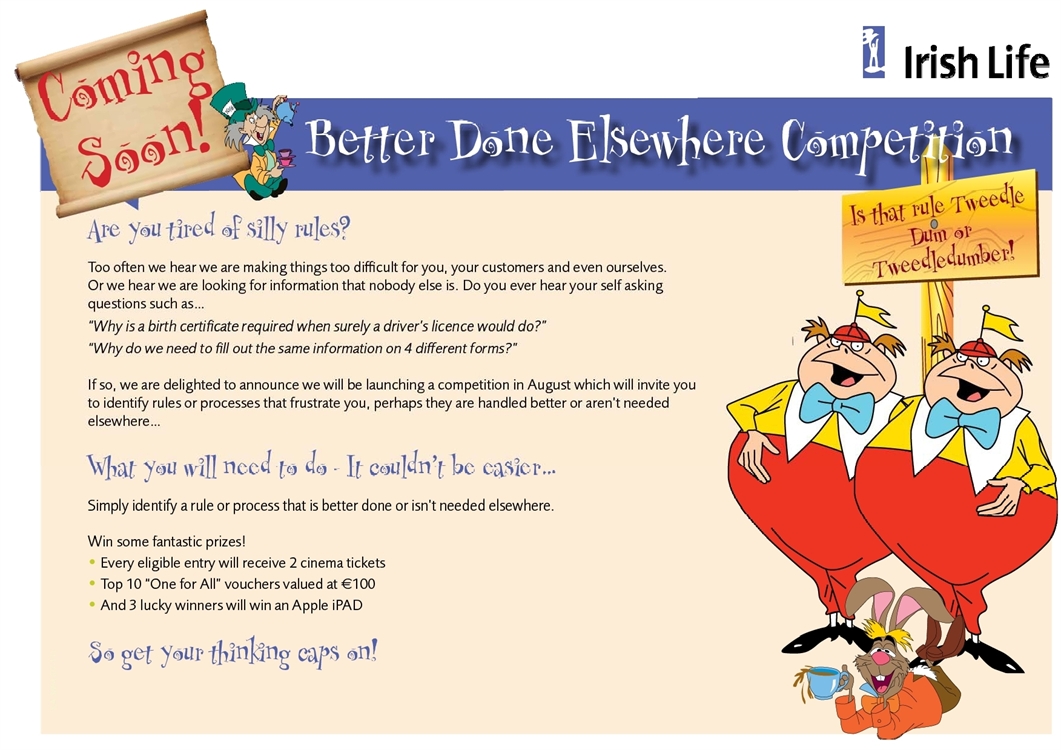 Coming
Soon!
Irish Life
Better Done Elsewhere Competition
Is that rule Tweedle
Dum or
Tweedledumber!
Are you tired of silly rules?
Too often we hear we are making things too difficult for you, your customers and even ourselves.
Or we hear we are looking for information that nobody else is. Do you ever hear your self asking
questions such as...
"Why is a birth certificate required when surely a driver's licence would do?"
"Why do we need to fill out the same information on 4 different forms?"
If so, we are delighted to announce we will be launching a competition in August which will invite you
to identify rules or processes that frustrate you, perhaps they are handled better or aren't needed
elsewhere...
What you will need to do - It couldn't be easier...
Simply identify a rule or process that is better done or isn't needed elsewhere.
Win some fantastic prizes!
• Every eligible entry will receive 2 cinema tickets
• Top 10 "One for All" vouchers valued at €100
• And 3 lucky winners will win an Apple iPAD
So get your thinking caps on!